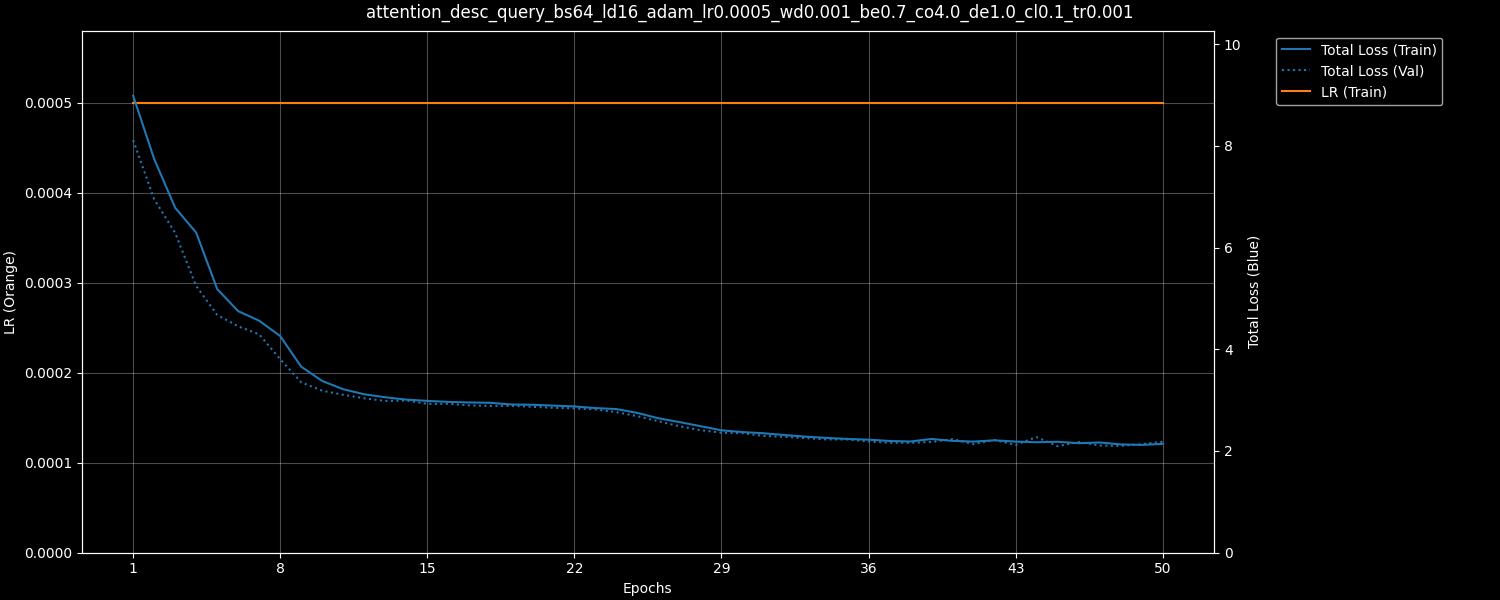 attention_desc_query_bs64_ld16_adam_lr0.0005_wd0.001_be0.7_co4.0_de1.0_cl0.1_tr0.001
Total Loss (Train)
Total Loss (Val)
LR (Train)
LR (Orange)
0.0005
0.0004
0.0003
0.0002
0.0001
0.0000
10
8
6
4
2
0
Total Loss (Blue)
1 8 15 22 29 36 43 50
Epochs